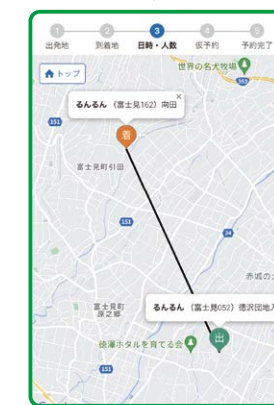 1 2 3 4 5
出発地 到着地 日時・人数 仮予約 予約完了
トップ
世界の名犬牧場
353
×
るんるん (富士見162) 向田
着
151
富士見町引田
151
34
赤城の
富士見町
原之郷
るんるん (富士見052) 徳沢団地入
徳澤ホタルを育てる会
出
151